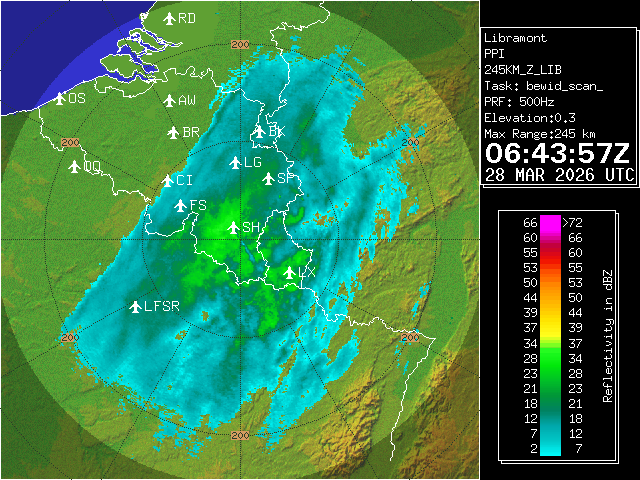 RD
200
OS
AW
BR
BK
200
200
QQ
LG
CI
SP
FS
SH
LX
200
LFSR
200
200
200
Libramont
PPI
245KM_Z_LIB
Task: bewid_scan_
PRF: 500Hz
Elevation:0.3
Max Range:245 km
06:43:57Z
28 MAR 2026 UTC
66 >72
60 66
55 60
53 55
50 53
44 50
39 44
37 39
34 37
28 34
23 28
21 23
18 21
12 18
7 12
2 7
Reflectivity in dBZ